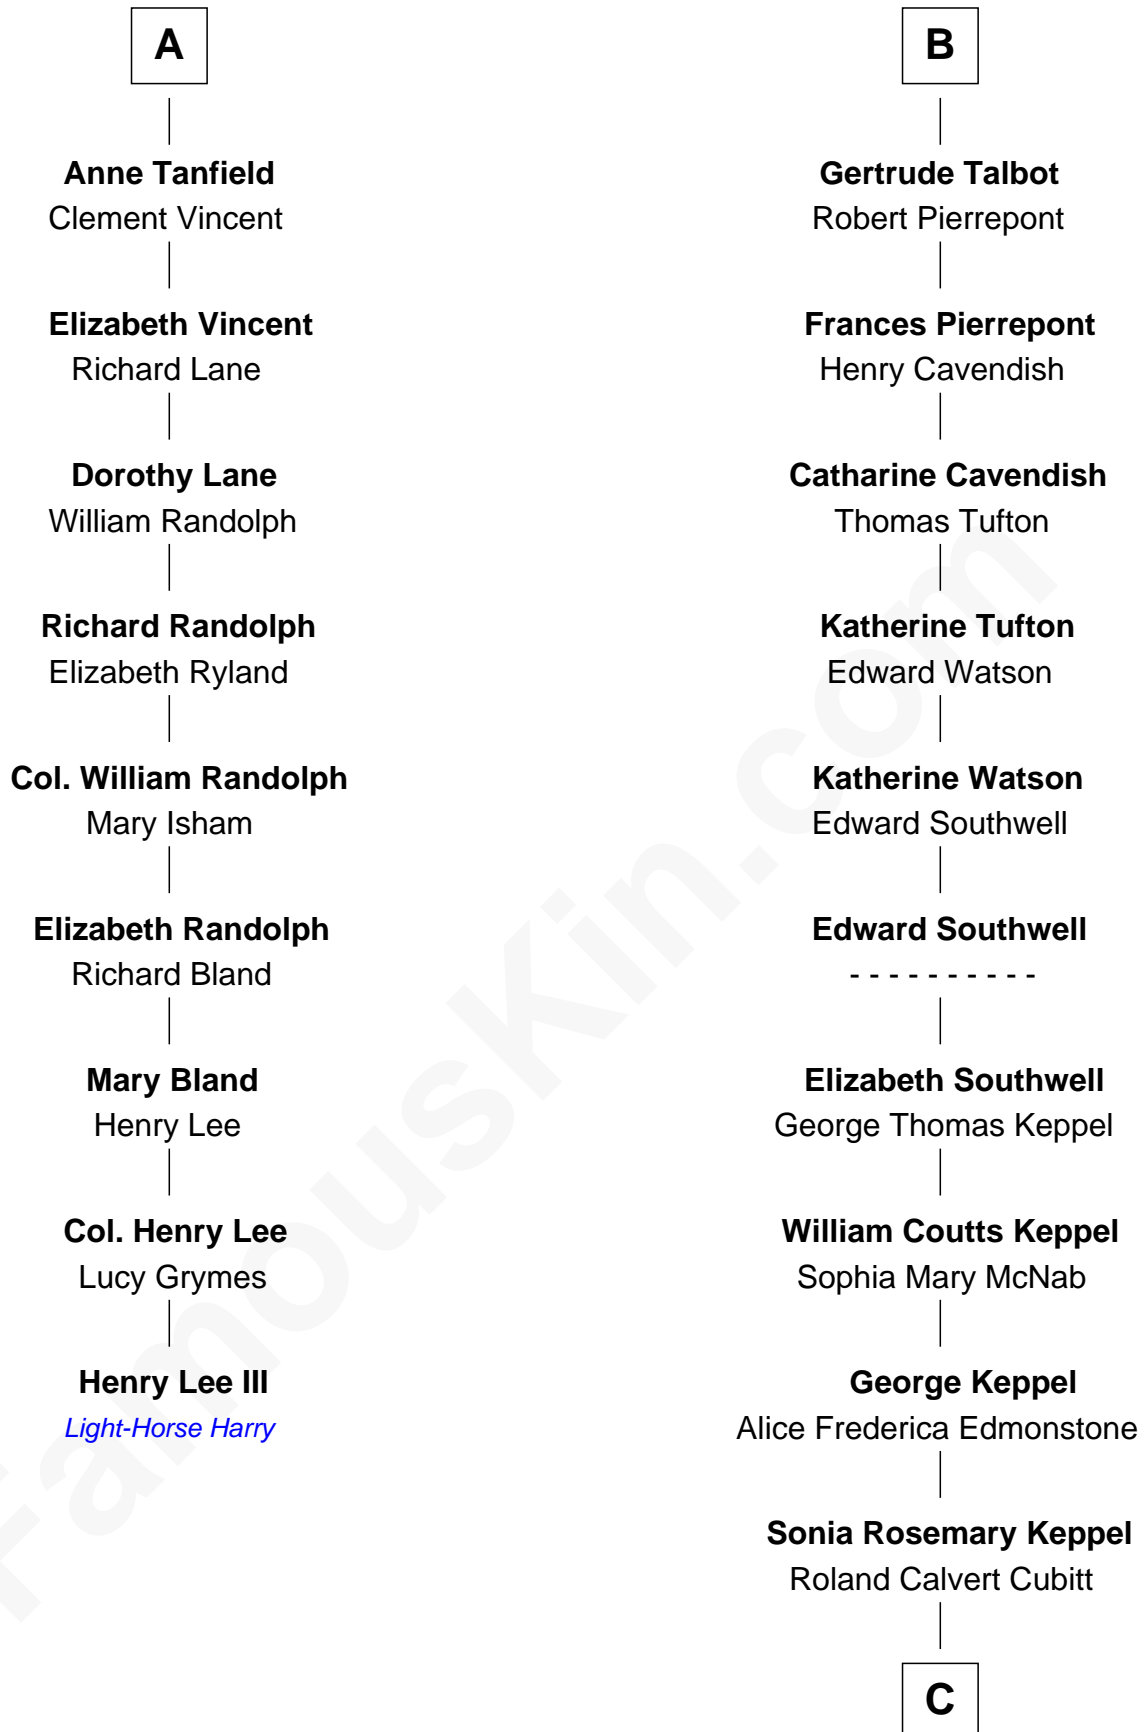 A
Anne Tanfield
Clement Vincent
Elizabeth Vincent
Richard Lane
Dorothy Lane
William Randolph
Richard Randolph
Elizabeth Ryland
Col. William Randolph
Mary Isham
Elizabeth Randolph
Richard Bland
Mary Bland
Henry Lee
Col. Henry Lee
Lucy Grymes
Henry Lee III
Light-Horse Harry
B
Gertrude Talbot
Robert Pierrepont
Frances Pierrepont
Henry Cavendish
Catharine Cavendish
Thomas Tufton
Katherine Tufton
Edward Watson
Katherine Watson
Edward Southwell
Edward Southwell
- - - - - - - - - -
Elizabeth Southwell
George Thomas Keppel
William Coutts Keppel
Sophia Mary McNab
George Keppel
Alice Frederica Edmonstone
Sonia Rosemary Keppel
Roland Calvert Cubitt
C
FamousKin.com